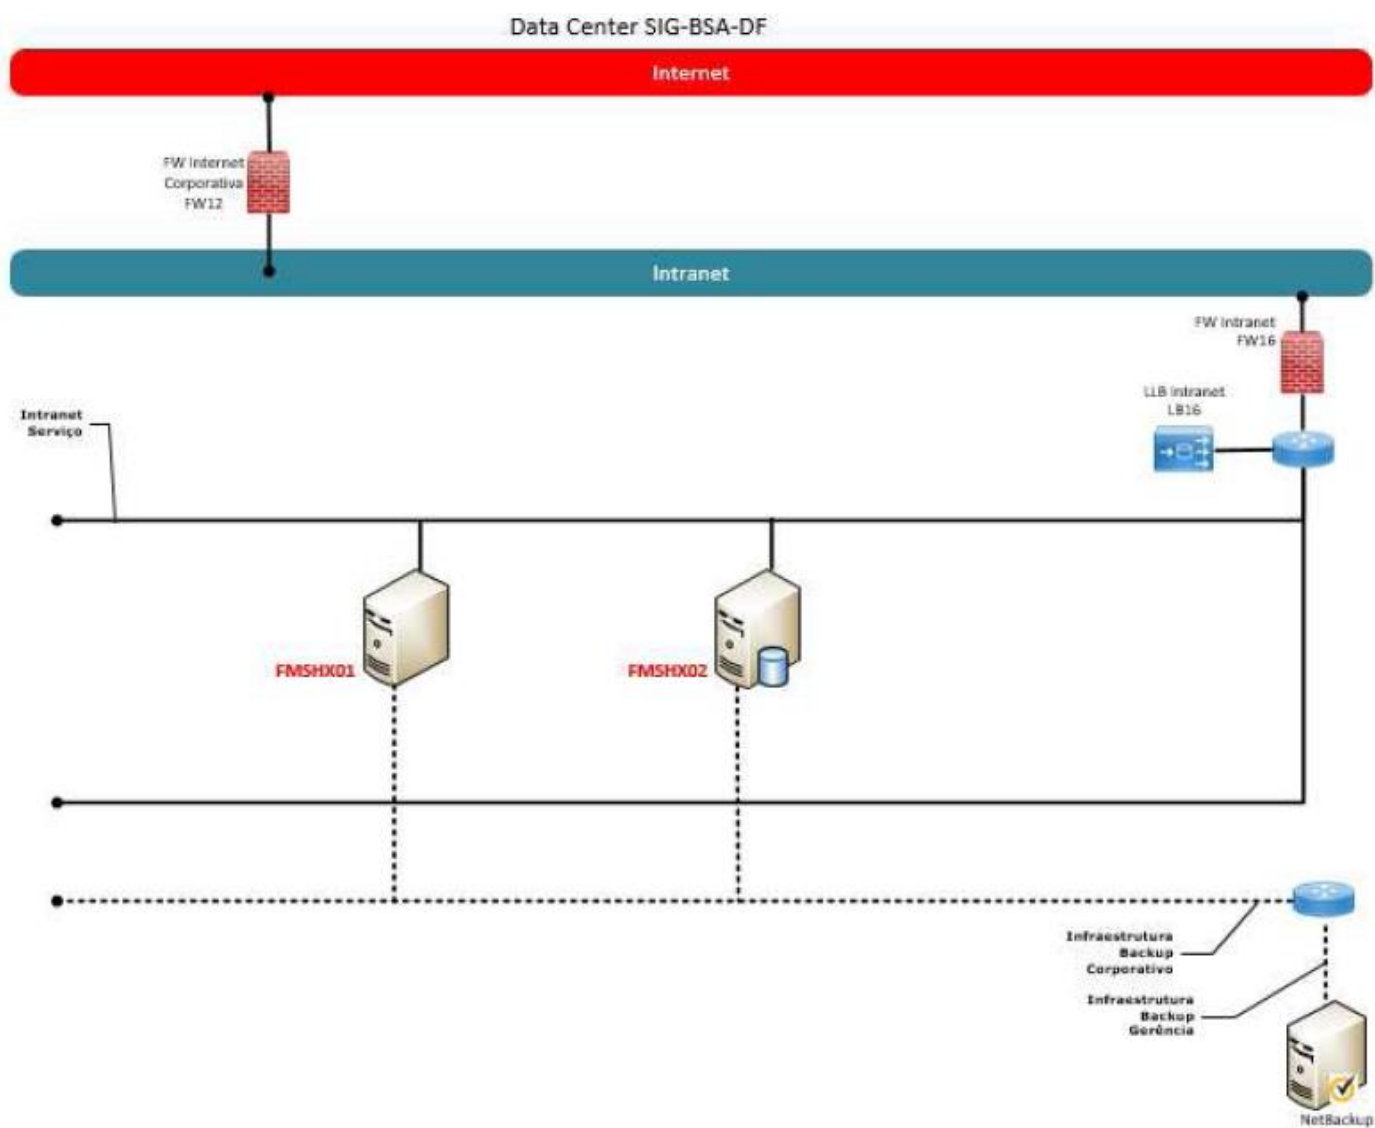 Data Center SIG-BSA-DF
Internet
FW Internet
Corporativa
FW12
Intranet
FW Intranet
FW16
LLB Intranet
LB16
Intranet
Serviço
FMSHX01
FMSHX02
Infraestrutura
Backup
Corporativo
Infraestrutura
Backup
Gerência
NetBackup